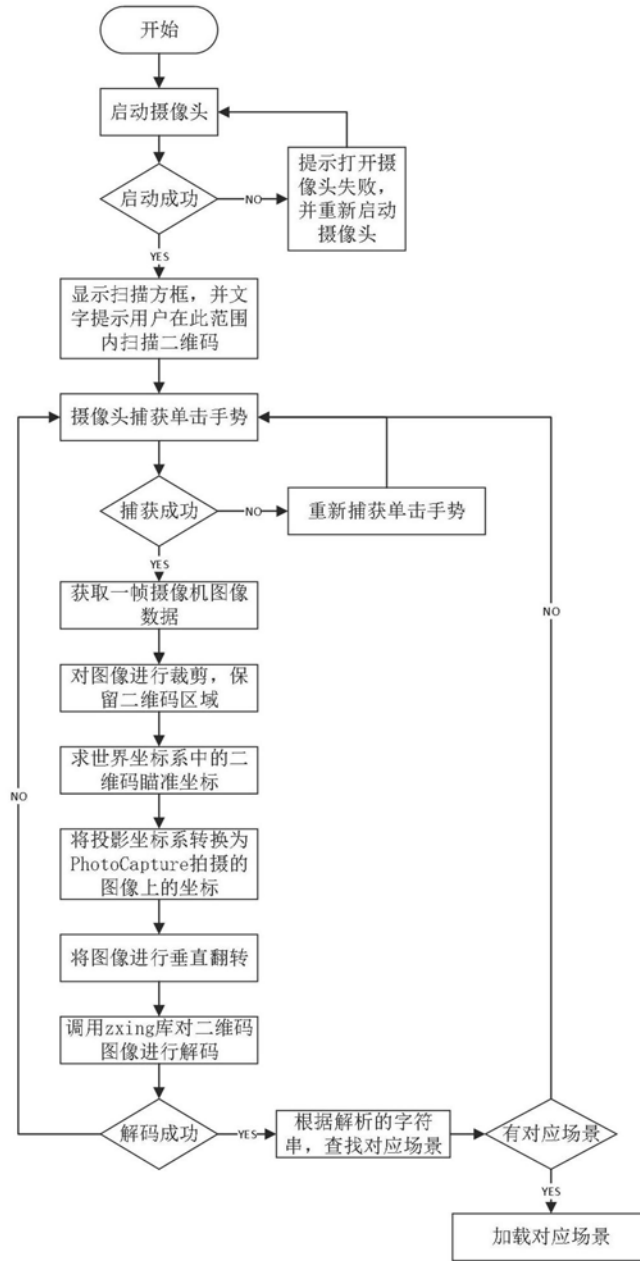 开始
启动摄像头
启动成功
NO
提示打开摄
像头失败，
并重新启动
摄像头
YES
显示扫描方框，并文
字提示用户在此范围
内扫描二维码
摄像头捕获单击手势
捕获成功
NO
重新捕获单击手势
YES
获取一帧摄像机图像
数据
NO
对图像进行裁剪，保
留二维码区域
求世界坐标系中的二
维码瞄准坐标
NO
将投影坐标系转换为
PhotoCapture拍摄的
图像上的坐标
将图像进行垂直翻转
调用zxing库对二维码
图像进行解码
解码成功
YES
根据解析的字符
串，查找对应场景
有对应场景
YES
加载对应场景